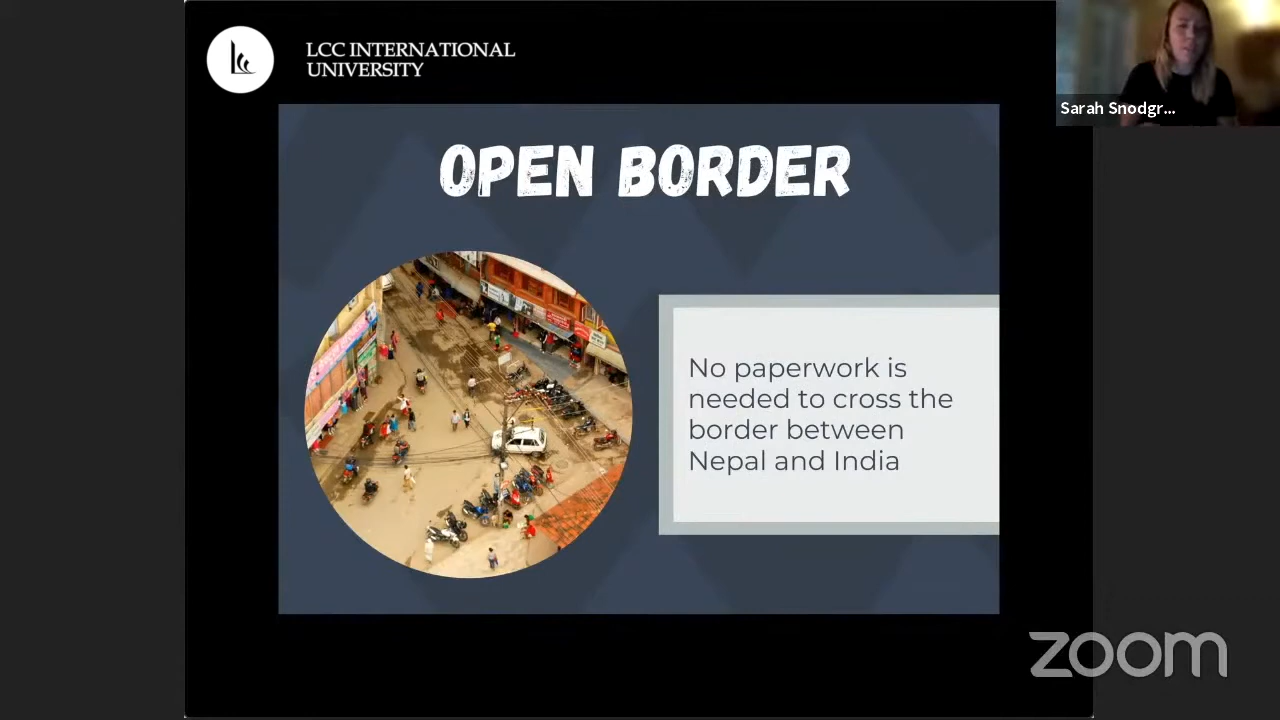 LCC INTERNATIONAL
UNIVERSITY
Sarah Snodgr...
OPEN BORDER
No paperwork is
needed to cross the
border between
Nepal and India
zoom